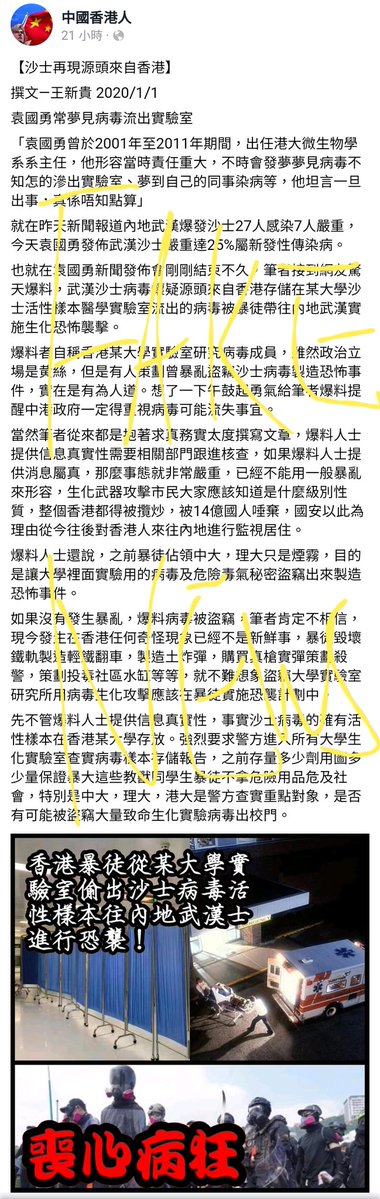 中國香港人
21 小時
【沙士再現源頭來自香港】
撰文—王新貴 2020/1/1
袁國勇常夢見病毒流出實驗室
「袁國勇曾於2001年至2011年期間，出任港大微生物學
系系主任，他形容當時責任重大，不時會發夢夢見病毒不
知怎的滲出實驗室、夢到自己的同事染病等，他坦言一旦
出事，真係唔知點算」
就在昨天新聞報道內地武漢爆發沙士27人感染7人嚴重，
今天袁國勇發佈武漢沙士嚴重達25%屬新發性傳染病。
也就在袁國勇新聞發佈會剛剛結束不久，筆者接到網友驚
天爆料，武漢沙士病毒懷疑源頭來自香港存儲在某大學沙
士活性樣本醫學實驗室流出的病毒被暴徒帶往內地武漢實
施生化恐怖襲擊。
爆料者自稱香港某大學實驗室研究病毒成員，雖然政治立
場是黃絲，但是有人策劃曾暴亂盜竊沙士病毒製造恐怖事
件，實在是有為人道。想了一下午鼓起勇氣給筆者爆料提
醒中港政府一定得重視病毒可能流失事宜。
當然筆者從來都是抱著求真務實太度撰寫文章，爆料人士
提供信息真實性需要相關部門跟進核查，如果爆料人士提
供消息屬真，那麼事態就非常嚴重，已經不能用一般暴亂
來形容，生化武器攻擊市民大家應該知道是什麼級別性
質，整個香港都得被攬炒，被14億國人唾棄，國安以此為
理由從今往後對香港人來往內地進行監視居住。
爆料人士還說，之前暴徒佔領中大，理大只是煙霧，目的
是讓大學裡面實驗用的病毒及危險毒氣秘密盜竊出來製造
恐怖事件。
如果沒有發生暴亂，爆料病毒被盜竊，筆者肯定不相信，
現今發生在香港任何奇怪現象已經不是新鮮事，暴徒毀壞
鐵軌製造輕鐵翻車，製造土炸彈，購買真槍實彈策劃殺
警，策劃投毒社區水缸等等，就不難想象盜竊大學實驗室
研究所用病毒生化攻擊應該在暴徒實施恐襲計劃中。
先不管爆料人士提供信息真實性，事實沙士病毒的確有活
性樣本在香港某大學存放。強烈要求警方進入所有大學生
化實驗室查實病毒樣本存儲報告，之前存量多少劑用圖多
少量保證暴大這些教獸同學生暴徒不拿危險用品危及社
會，特別是中大，理大，港大是警方查實重點對象，是否
有可能被盜竊大量致命生化實驗病毒出校門。
FAKE
News
香港暴徒從某大學實
驗室偷出沙士病毒活
性樣本往內地武漢士
進行恐襲！
喪心病狂